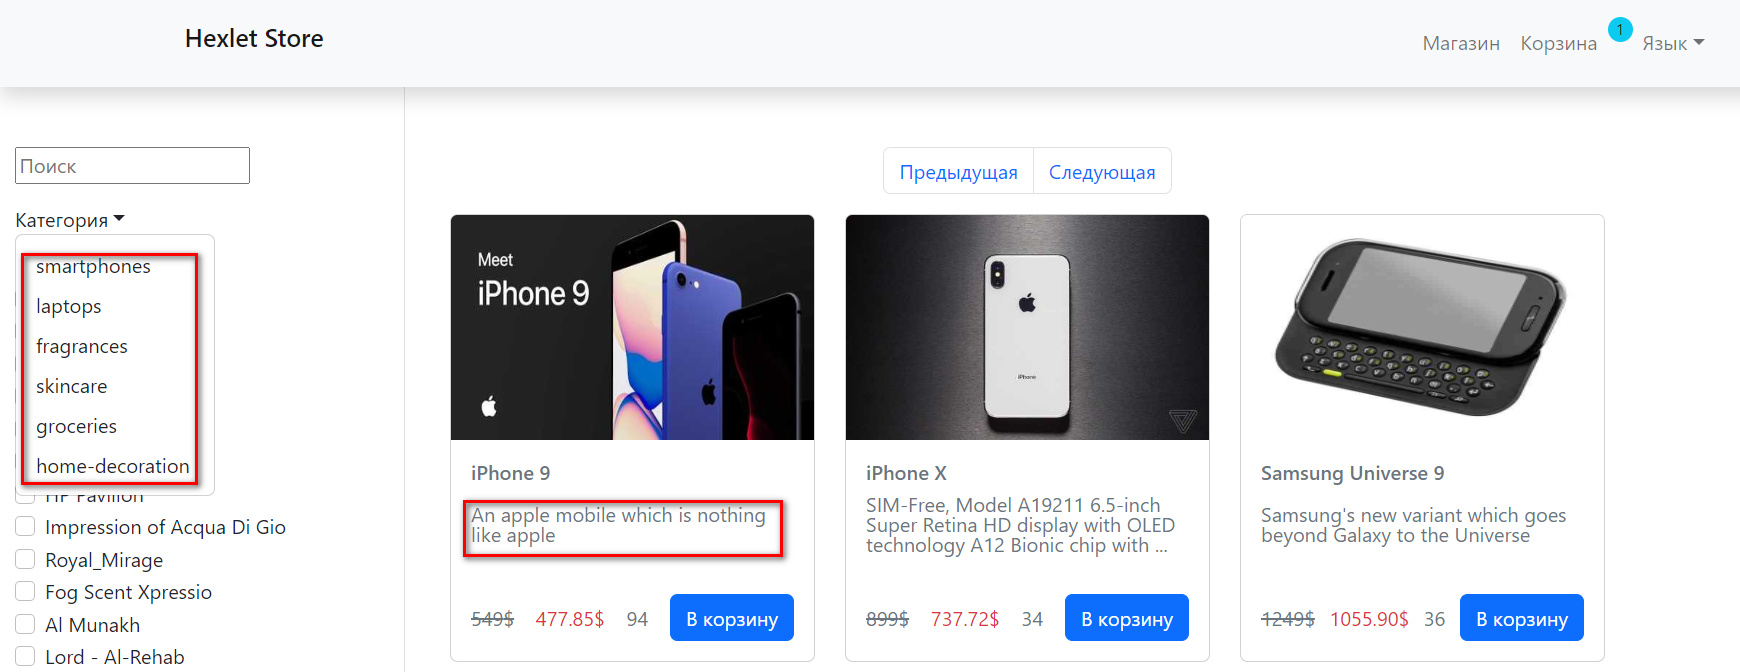 Hexlet Store
Магазин
Корзина
1
Язык
Поиск
Категория
smartphones
laptops
fragrances
skincare
groceries
home-decoration
HP Pavilion
Impression of Acqua Di Gio
Royal_Mirage
Fog Scent Xpressio
Al Munakh
Lord - Al-Rehab
Предыдущая
Следующая
Meet
iPhone 9
iPhone 9
An apple mobile which is nothing
like apple
549$ 477.85$ 94 В корзину
iPhone
iPhone X
SIM-Free, Model A19211 6.5-inch
Super Retina HD display with OLED
technology A12 Bionic chip with ...
899$ 737.72$ 34 В корзину
Samsung Universe 9
Samsung's new variant which goes
beyond Galaxy to the Universe
1249$ 1055.90$ 36 В корзину